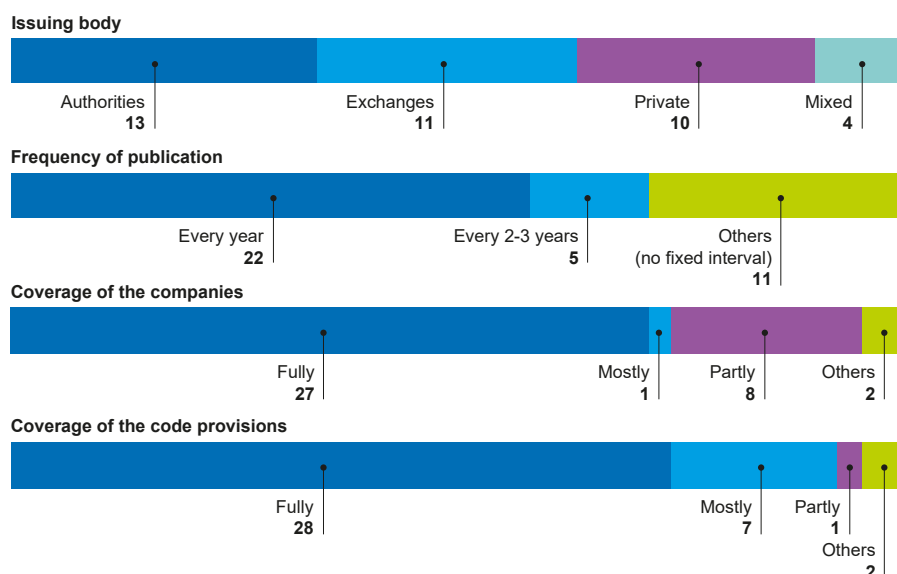 Issuing body
Authorities
13
Exchanges
11
Private
10
Mixed
4
Frequency of publication
Every year
22
Every 2-3 years
5
Others
(no fixed interval)
11
Coverage of the companies
Fully
27
Mostly
1
Partly
8
Others
2
Coverage of the code provisions
Fully
28
Mostly
7
Partly
1
Others
2